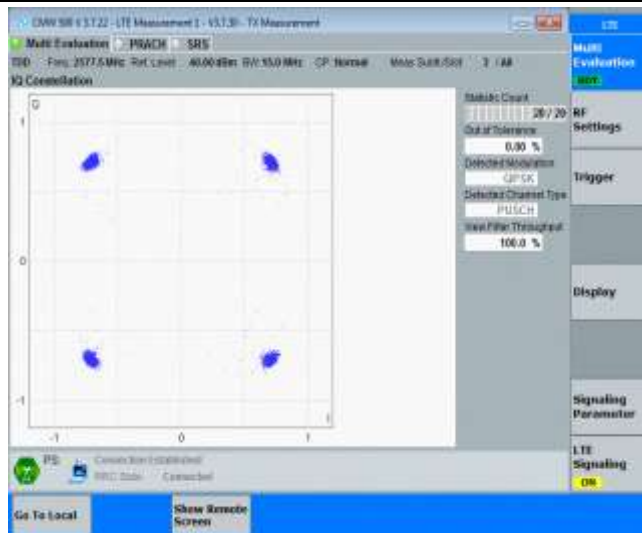 CMW 500 V 3.7.22 - LTE Measurement 1 - V3.7.30 - TX Measurement
LTE
Multi Evaluation PRACH SRS
Multi
Evaluation
RDY
TDD Freq: 2577.5 MHz Ref. Level: 40.00 dBm BW: 15.0 MHz CP: Normal Meas Subfr./Slot 2 / All
IQ Constellation
Q
Statistic Count
20 / 20
Out of Tolerance
0.00 %
Detected Modulation
QPSK
Detected Channel Type
PUSCH
View Filter Throughput
100.0 %
RF
Settings
Trigger
Display
Signaling
Parameter
LTE
Signaling
ON
1
0
-1
I
-1 0 1
PS: Connection Established
RRC State Connected
Go To Local
Show Remote
Screen